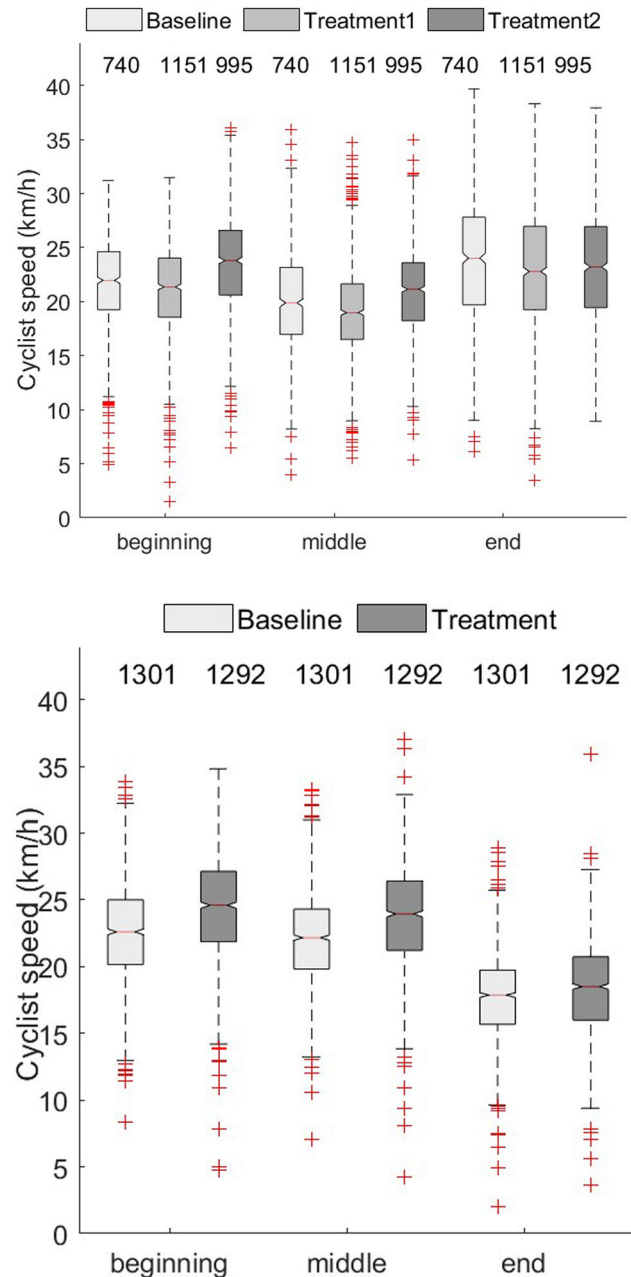 Baseline Treatment1 Treatment2
740 1151 995 740 1151 995 740 1151 995
40
35
30
25
20
15
10
5
0
Cyclist speed (km/h)
beginning middle end
Baseline Treatment
1301 1292 1301 1292 1301 1292
40
35
30
25
20
15
10
5
0
Cyclist speed (km/h)
beginning middle end